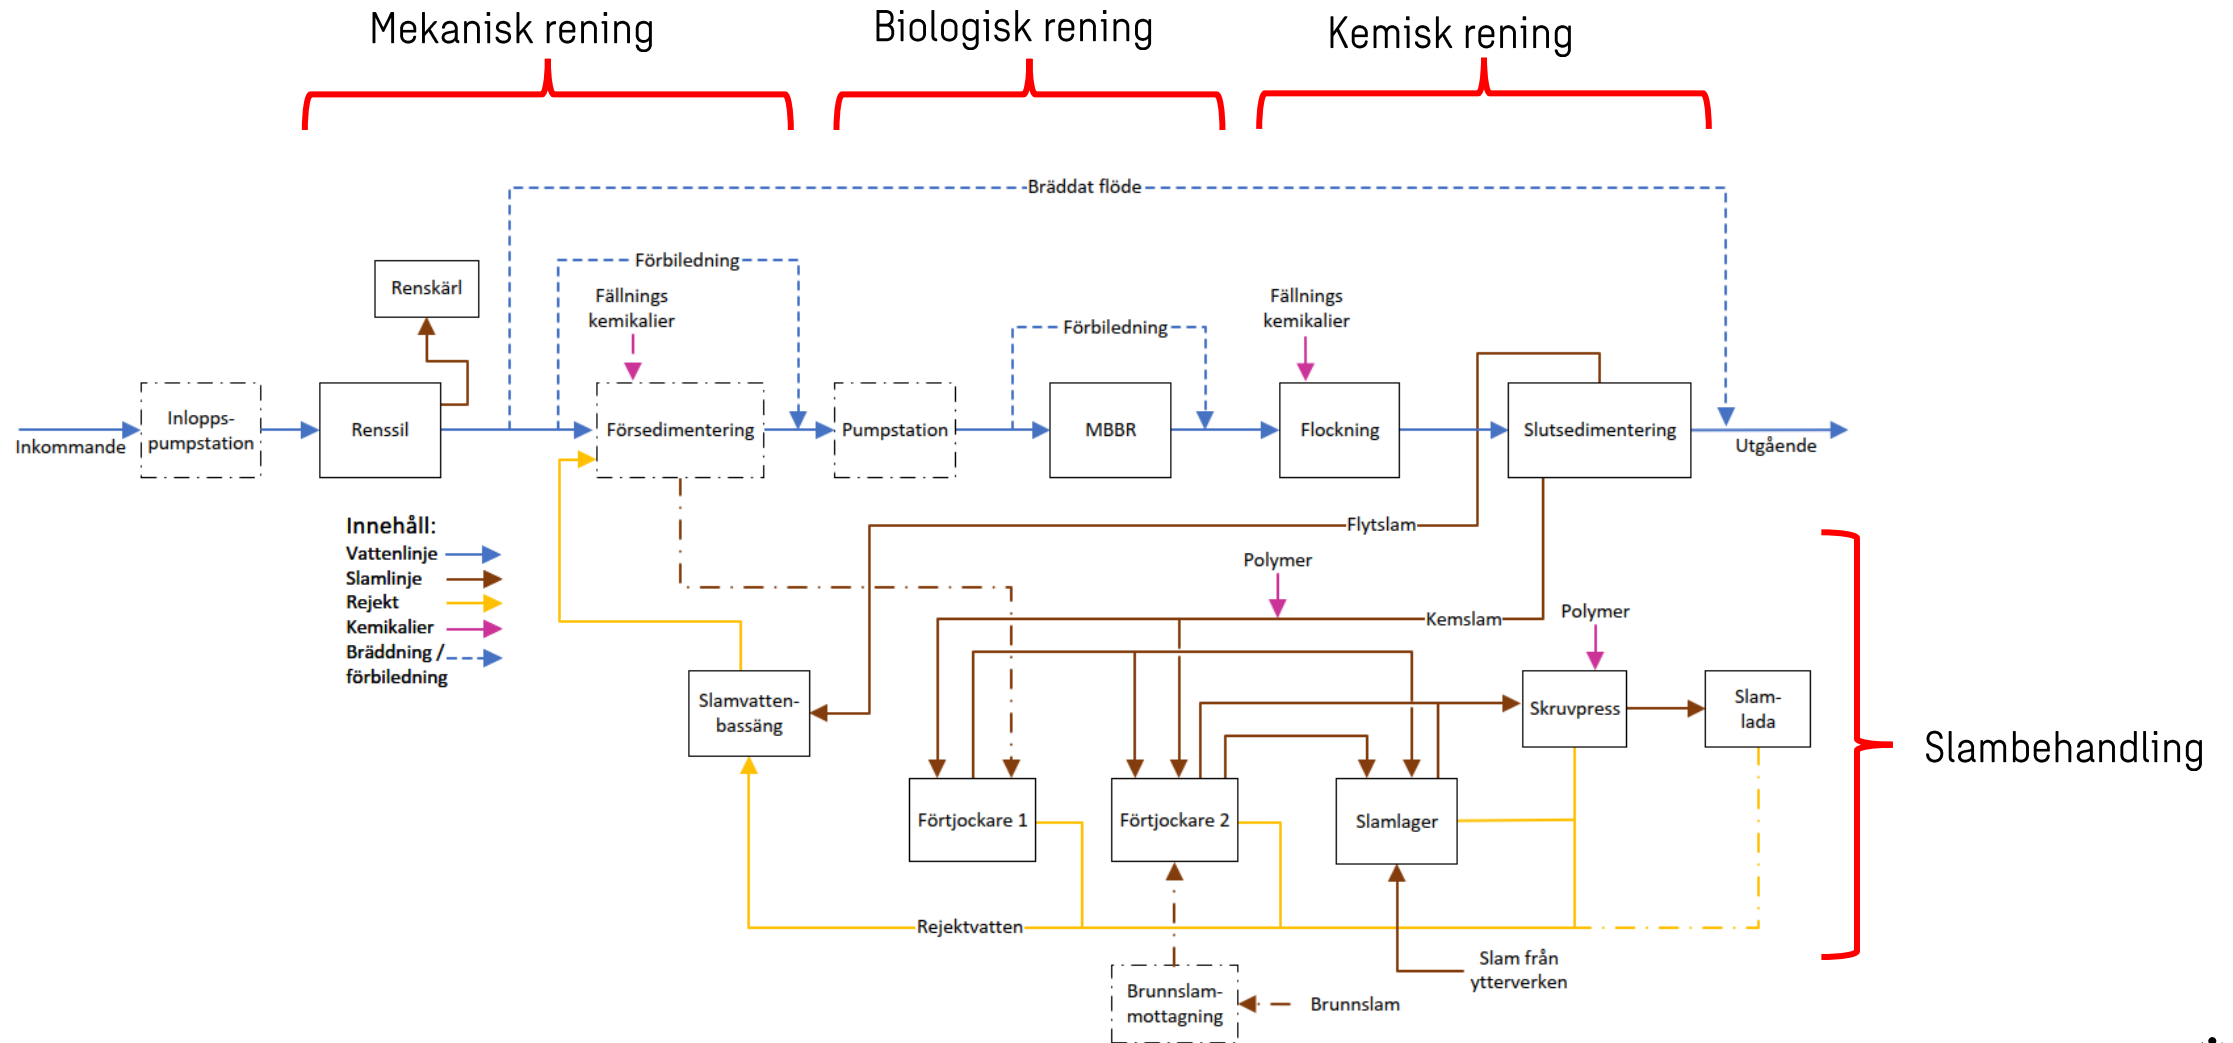 Mekanisk rening
Biologisk rening
Kemisk rening
Bräddat flöde
Förbiledning
Renskärl
Fällnings
kemikalier
Fällnings
kemikalier
Förbiledning
Inkommande
Inlopps-
pumpstation
Renssil
Försedimentering
Pumpstation
MBBR
Flockning
Slutsedimentering
Utgående
Innehåll:
Vattenlinje
Slamlinje
Rejekt
Kemikalier
Bräddning /
förbiledning
Flytslam
Polymer
Kemslam
Polymer
Slamvatten-
bassäng
Skruvpress
Slam-
lada
Slambehandling
Förtjockare 1
Förtjockare 2
Slamlager
Rejektvatten
Slam från
ytterverken
Brunnslam-
mottagning
Brunnslam